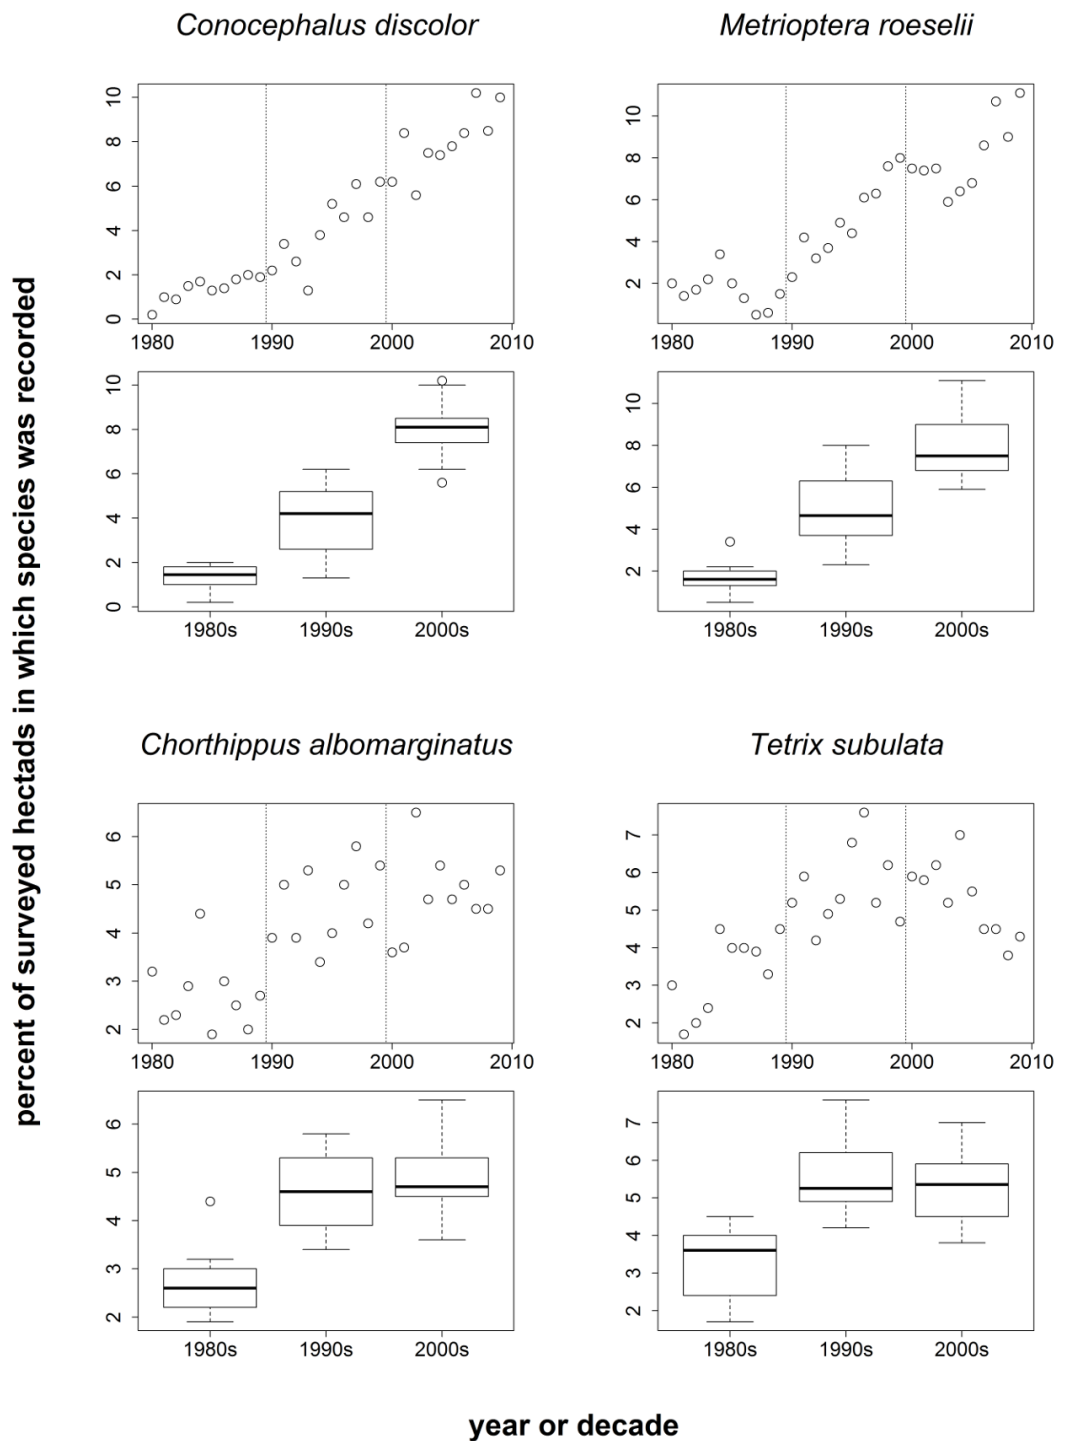 Conocephalus discolor
Metrioptera roeselii
percent of surveyed hectads in which species was recorded
0 2 4 6 8 10
1980 1990 2000 2010
2 4 6 8 10
1980 1990 2000 2010
0 2 4 6 8 10
1980s 1990s 2000s
2 4 6 8 10
1980s 1990s 2000s
Chorthippus albomarginatus
Tetrix subulata
2 3 4 5 6
1980 1990 2000 2010
2 3 4 5 6 7
1980 1990 2000 2010
2 3 4 5 6
1980s 1990s 2000s
2 3 4 5 6 7
1980s 1990s 2000s
year or decade